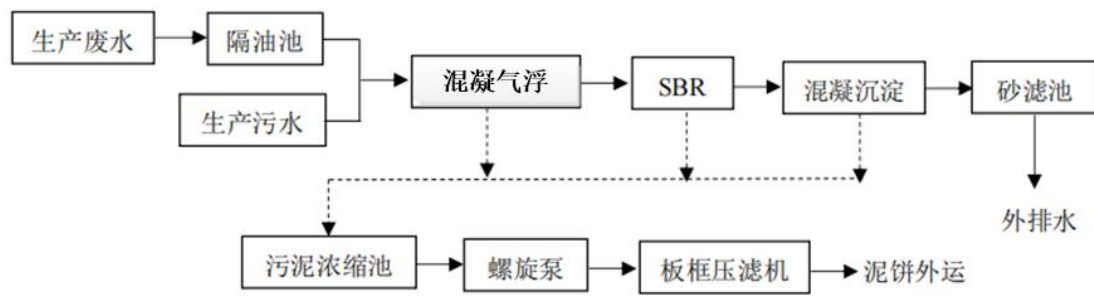 生产废水
隔油池
生产污水
混凝气浮
SBR
混凝沉淀
砂滤池
外排水
污泥浓缩池
螺旋泵
板框压滤机
泥饼外运